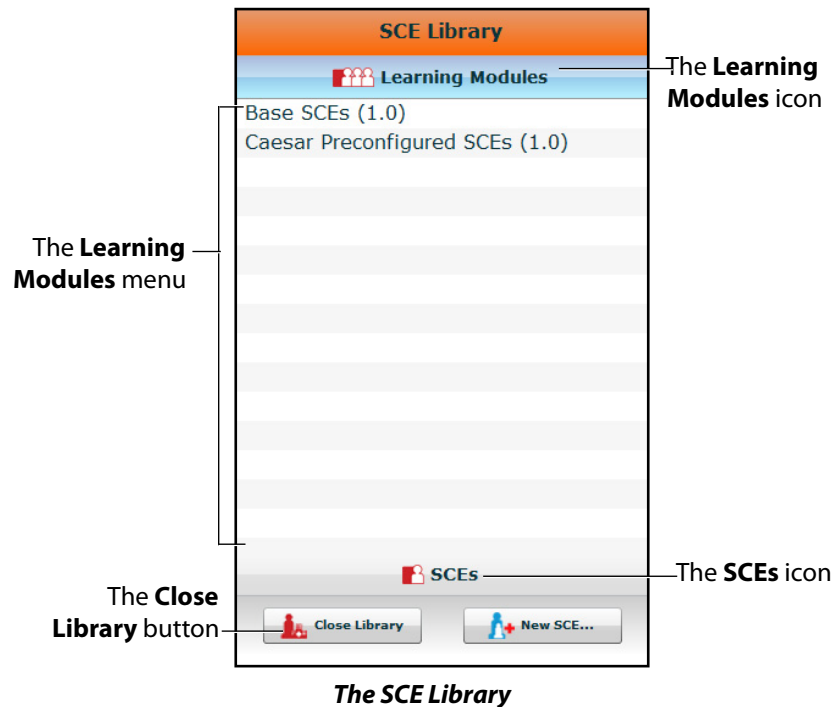 SCE Library
Learning Modules
The Learning
Modules icon
Base SCEs (1.0)
Caesar Preconfigured SCEs (1.0)
The Learning
Modules menu
SCEs
The SCEs icon
The Close
Library button
Close Library
New SCE...
The SCE Library